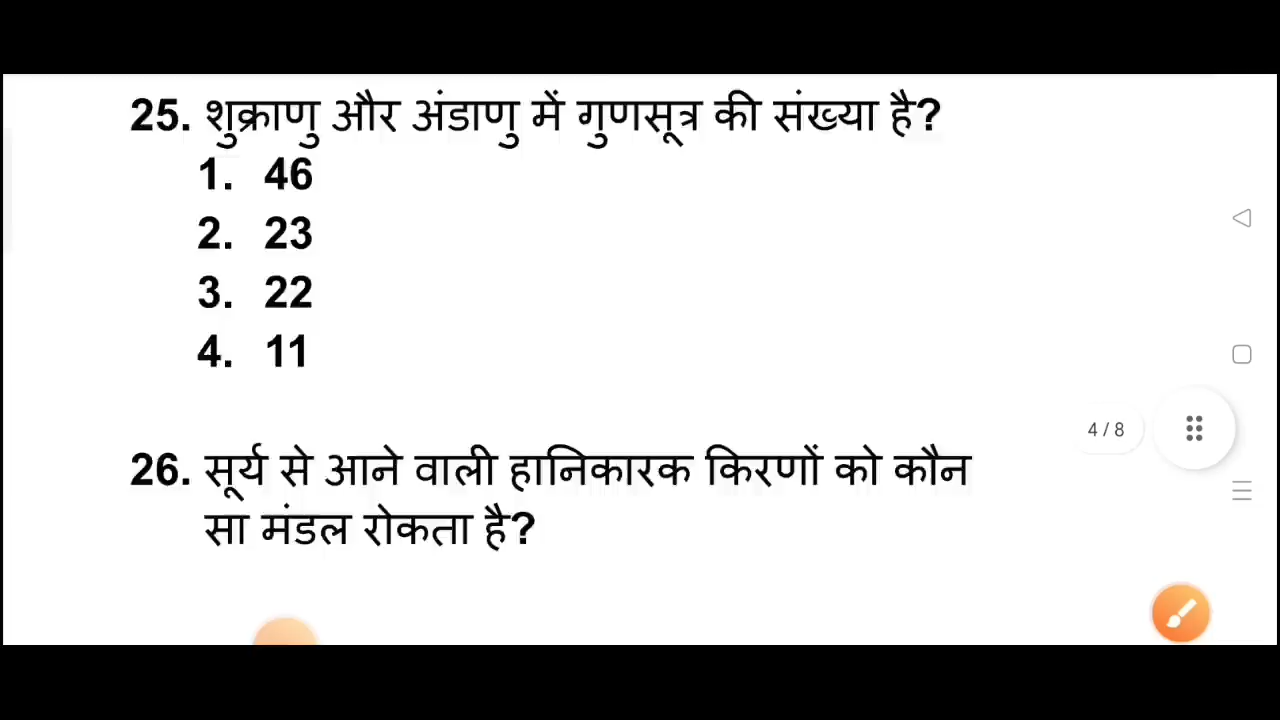 25. शुक्राणु और अंडाणु में गुणसूत्र की संख्या है?
1. 46
2. 23
3. 22
4. 11
4 / 8
26. सूर्य से आने वाली हानिकारक किरणों को कौन
सा मंडल रोकता है?